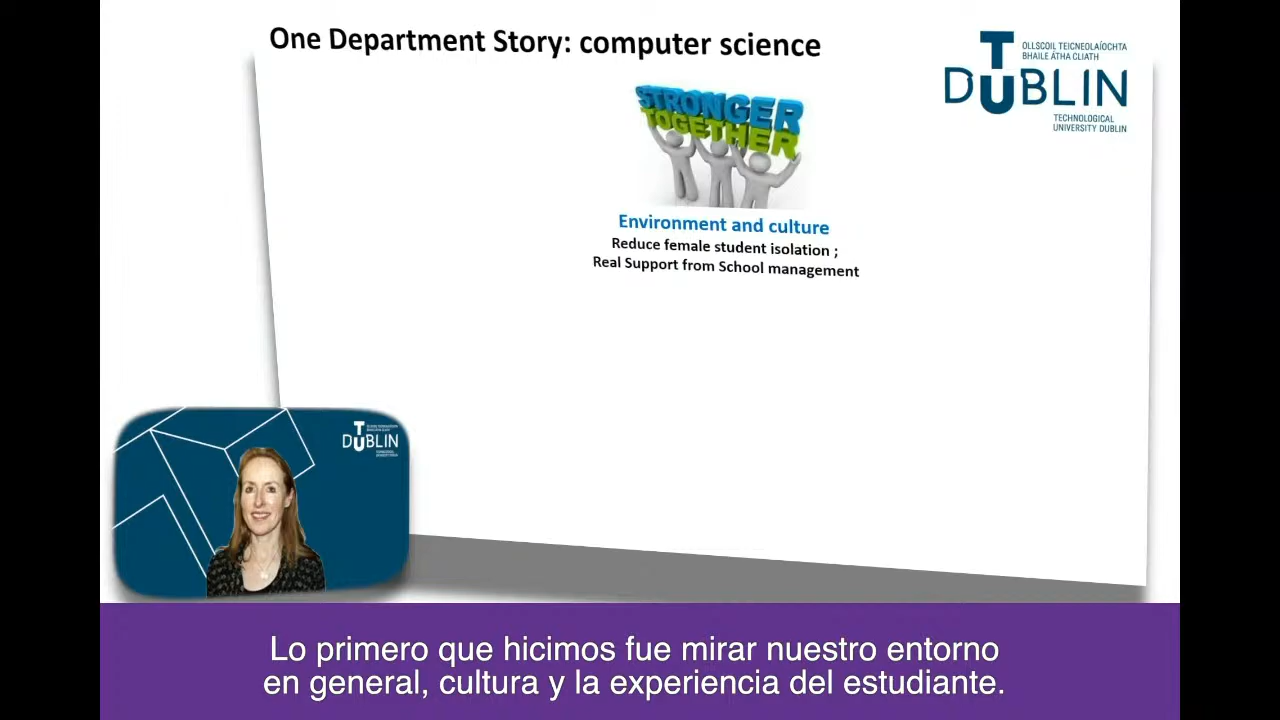 One Department Story: computer science
OLLSCOIL TEICNEOLAÍOCHTA
BHAILE ÁTHA CLIATH
TU DUBLIN
TECHNOLOGICAL
UNIVERSITY DUBLIN
STRONGER
TOGETHER
Environment and culture
Reduce female student isolation ;
Real Support from School management
TU DUBLIN
Lo primero que hicimos fue mirar nuestro entorno
en general, cultura y la experiencia del estudiante.